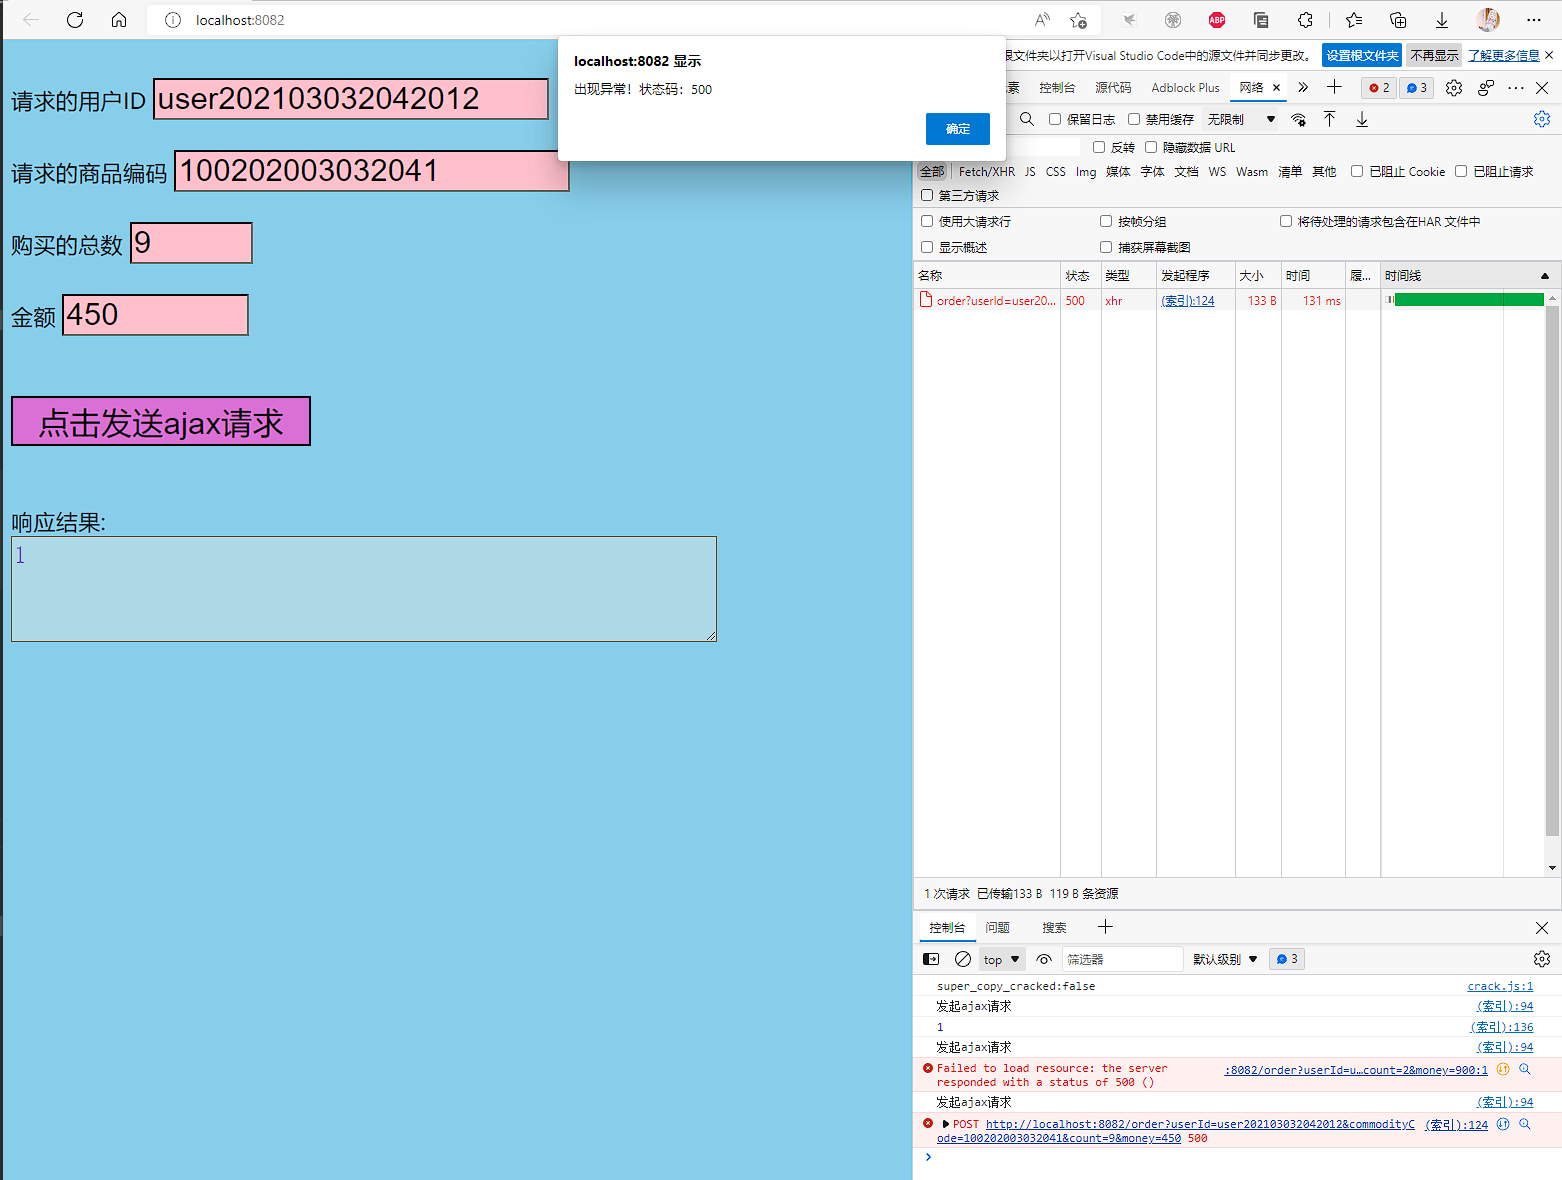 localhost:8082
localhost:8082 显示
出现异常！状态码：500
确定
根文件夹以打开Visual Studio Code中的源文件并同步更改。 设置根文件夹 不再显示 了解更多信息
请求的用户ID user202103032042012
请求的商品编码 100202003032041
购买的总数 9
金额 450
点击发送ajax请求
响应结果:
1
素 控制台 源代码 Adblock Plus 网络 2 3
保留日志 禁用缓存 无限制
反转 隐藏数据 URL
全部 Fetch/XHR JS CSS Img 媒体 字体 文档 WS Wasm 清单 其他 已阻止 Cookie 已阻止请求
第三方请求
使用大请求行 按帧分组 将待处理的请求包含在HAR 文件中
显示概述 捕获屏幕截图
名称 状态 类型 发起程序 大小 时间 履... 时间线
order?userId=user20... 500 xhr (索引):124 133 B 131 ms
1 次请求 已传输133 B 119 B 条资源
控制台 问题 搜索
top 筛选器 默认级别 3
super_copy_cracked:false crack.js:1
发起ajax请求 (索引):94
1 (索引):136
发起ajax请求 (索引):94
Failed to load resource: the server :8082/order?userId=u…count=2&money=900:1
responded with a status of 500 ()
发起ajax请求 (索引):94
POST http://localhost:8082/order?userId=user202103032042012&commodityC (索引):124
ode=100202003032041&count=9&money=450 500
ABP